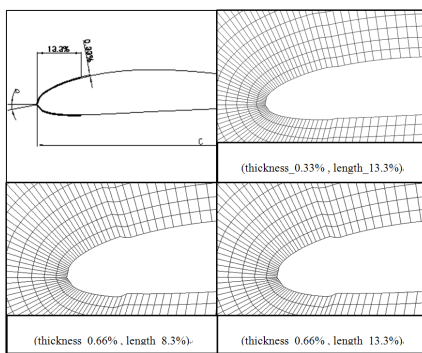 13.3%
0.33%
C
(thickness_0.33% , length_13.3%)
(thickness 0.66% , length 8.3%)
(thickness 0.66% , length 13.3%)